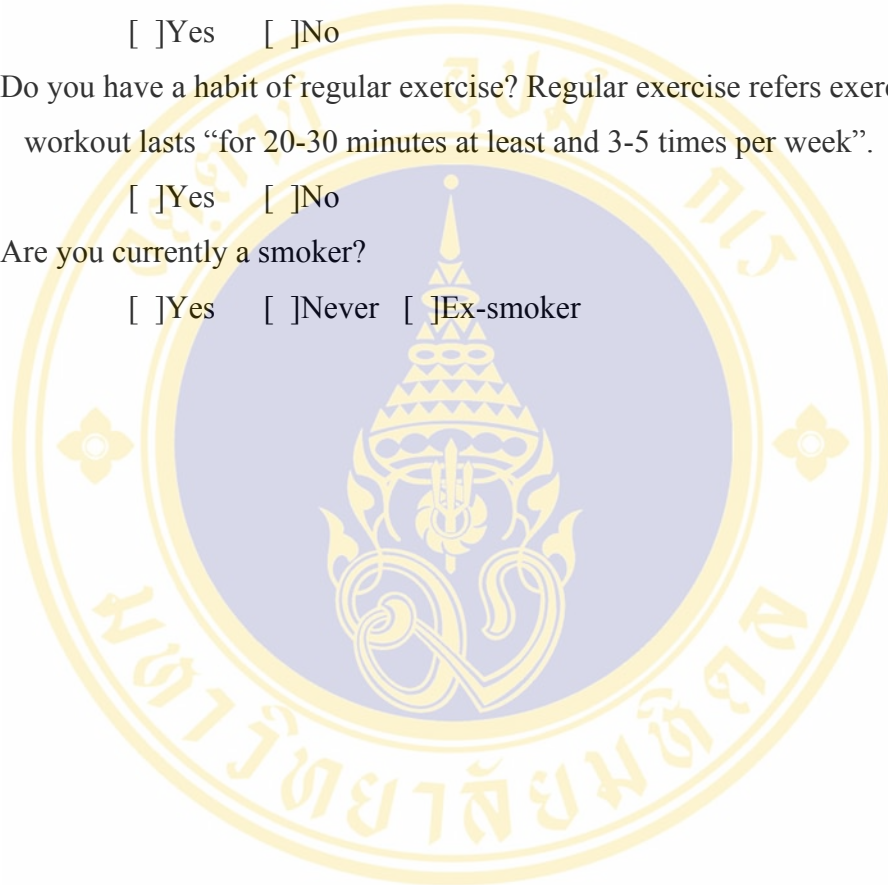 [ ]Yes [ ]No
Do you have a habit of regular exercise? Regular exercise refers
workout lasts “for 20-30 minutes at least and 3-5 times per week”.
[ ]Yes [ ]No
Are you currently a smoker?
[ ]Yes [ ]Never [ ]Ex-smoker
มหาวิทยาลัยมหิดล